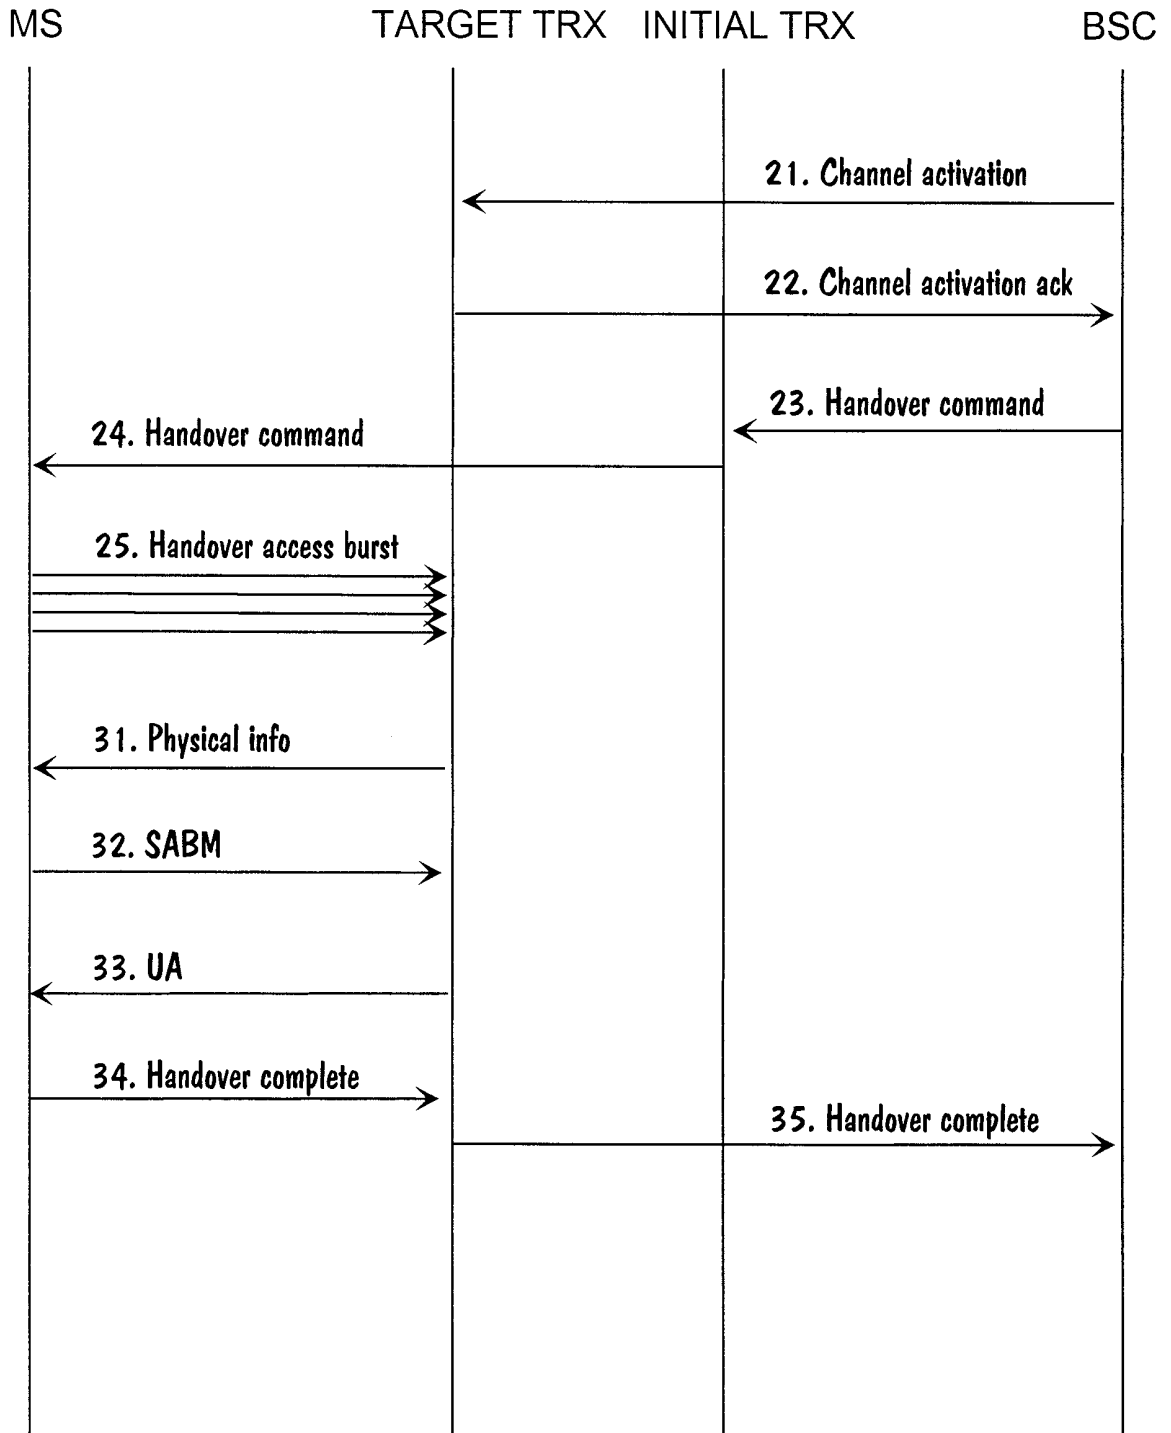 MS TARGET TRX INITIAL TRX BSC
21. Channel activation
22. Channel activation ack
23. Handover command
24. Handover command
25. Handover access burst
31. Physical info
32. SABM
33. UA
34. Handover complete
35. Handover complete